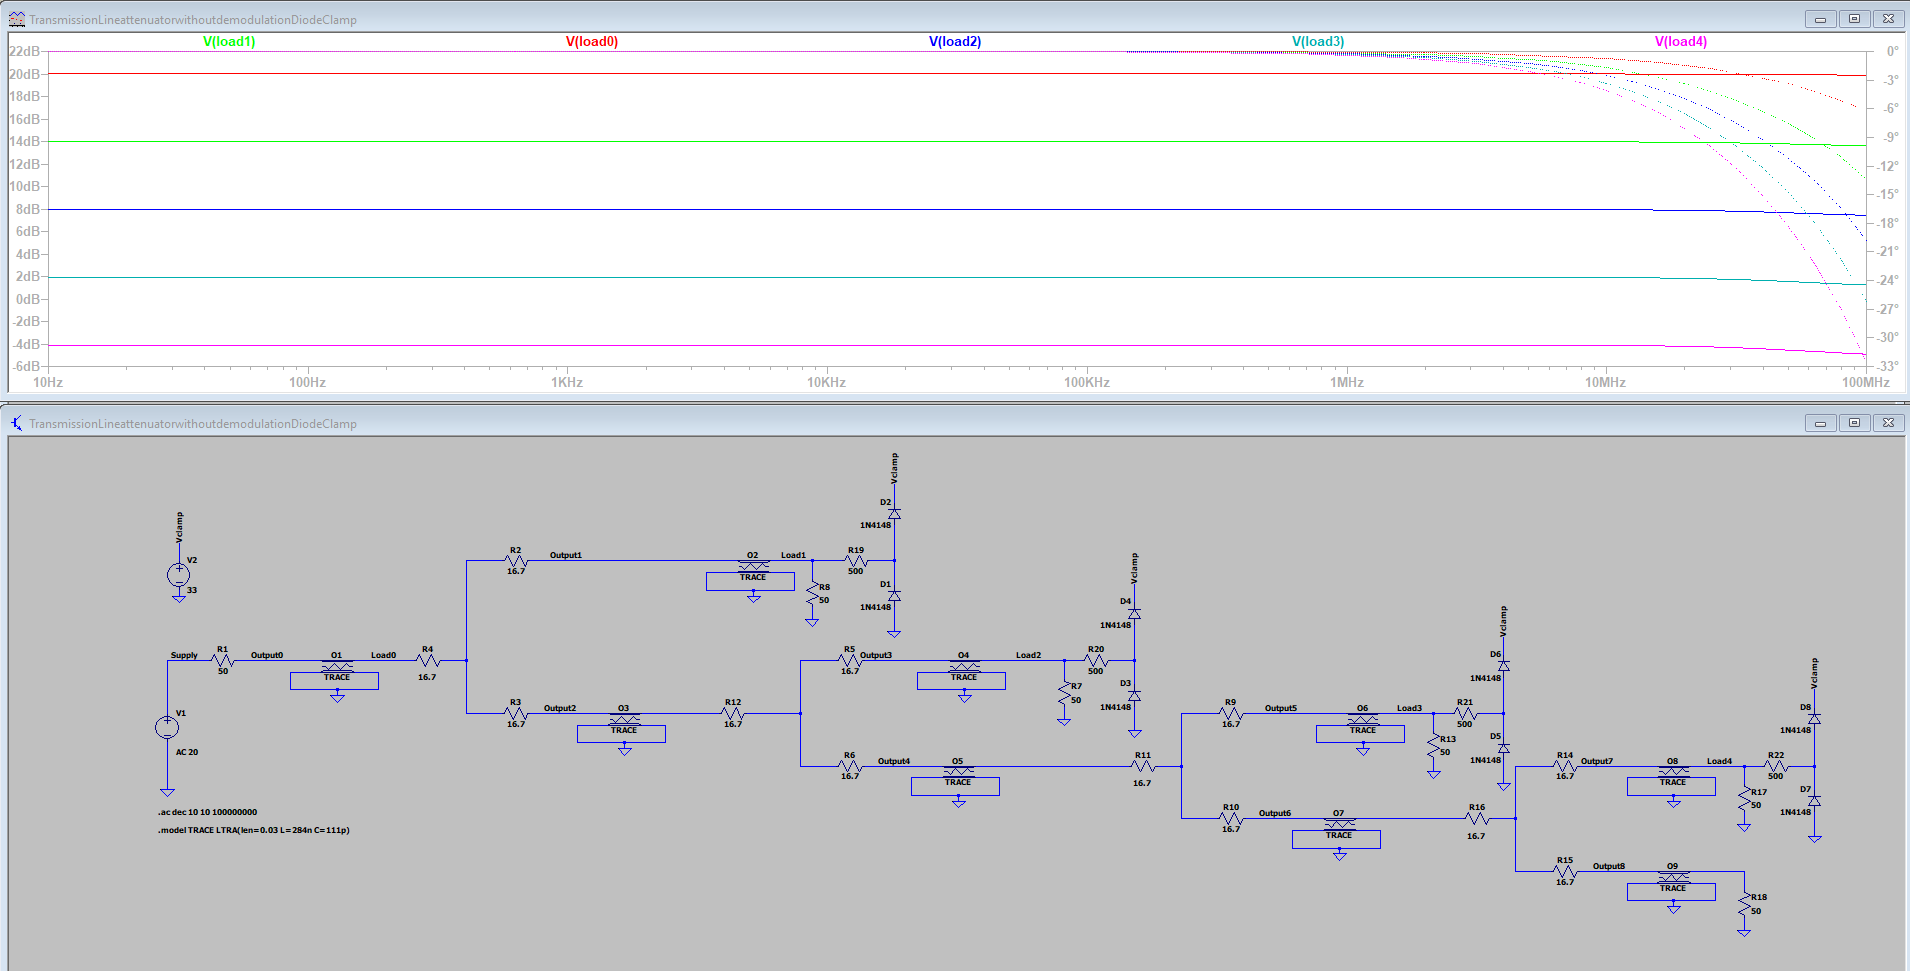 TransmissionLineattenuatorwithoutdemodulationDiodeClamp
V(load1) V(load0) V(load2) V(load3) V(load4)
22dB 0°
20dB -3°
18dB -6°
16dB -9°
14dB -12°
12dB -15°
10dB -18°
8dB -21°
6dB -24°
4dB -27°
2dB -30°
0dB -33°
-2dB
-4dB
-6dB
10Hz 100Hz 1KHz 10KHz 100KHz 1MHz 10MHz 100MHz
TransmissionLineattenuatorwithoutdemodulationDiodeClamp
Vclamp
V2
33
Supply
R1
50
Output0
O1
TRACE
Load0
R4
16.7
V1
AC 20
.ac dec 10 10 100000000
.model TRACE LTRA(len=0.03 L=284n C=111p)
R2
16.7
Output1
O2
TRACE
Load1
R8
50
R19
500
Vclamp
D2
1N4148
D1
1N4148
R3
16.7
Output2
O3
TRACE
R12
16.7
R5
16.7
Output3
O4
TRACE
Load2
R7
50
R20
500
Vclamp
D4
1N4148
D3
1N4148
R6
16.7
Output4
O5
TRACE
R11
16.7
R9
16.7
Output5
O6
TRACE
Load3
R13
50
R21
500
Vclamp
D6
1N4148
D5
1N4148
R10
16.7
Output6
O7
TRACE
R16
16.7
R14
16.7
Output7
O8
TRACE
Load4
R17
50
R22
500
Vclamp
D8
1N4148
D7
1N4148
R15
16.7
Output8
O9
TRACE
R18
50